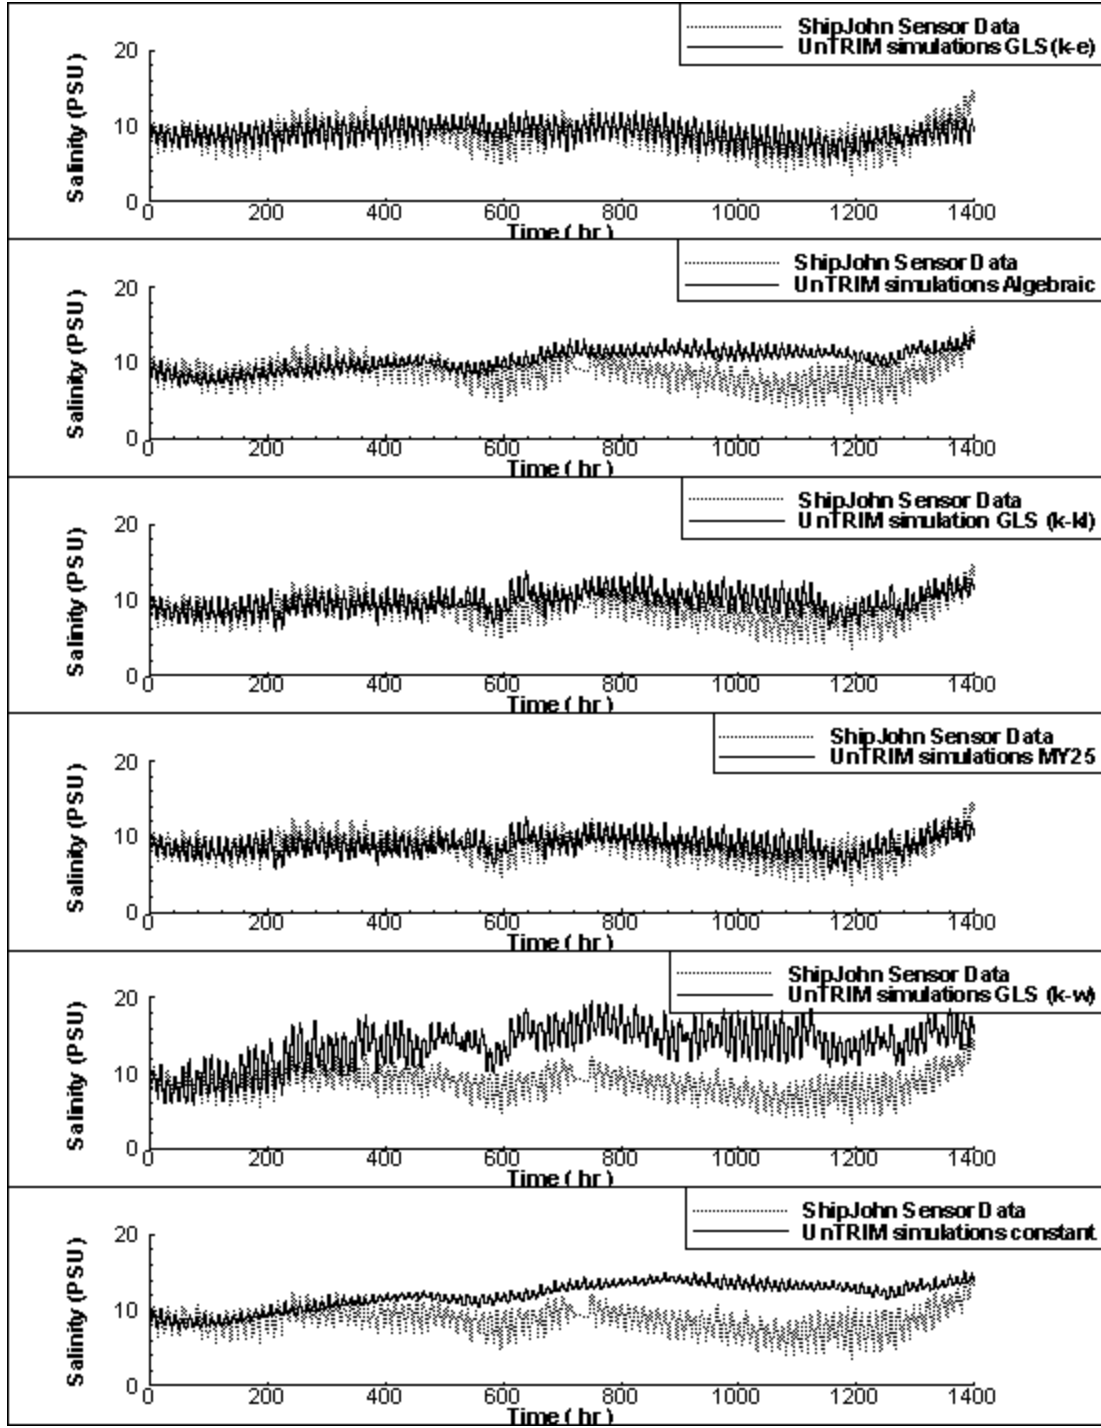 ShipJohn Sensor Data
UnTRIM simulations GLS (k-e)
Salinity (PSU)
20
10
0
0 200 400 600 800 1000 1200 1400
Time ( hr )
ShipJohn Sensor Data
UnTRIM simulations Algebraic
Salinity (PSU)
20
10
0
0 200 400 600 800 1000 1200 1400
Time ( hr )
ShipJohn Sensor Data
UnTRIM simulation GLS (k-kl)
Salinity (PSU)
20
10
0
0 200 400 600 800 1000 1200 1400
Time ( hr )
ShipJohn Sensor Data
UnTRIM simulations MY25
Salinity (PSU)
20
10
0
0 200 400 600 800 1000 1200 1400
Time ( hr )
ShipJohn Sensor Data
UnTRIM simulations GLS (k-w)
Salinity (PSU)
20
10
0
0 200 400 600 800 1000 1200 1400
Time ( hr )
ShipJohn Sensor Data
UnTRIM simulations constant
Salinity (PSU)
20
10
0
0 200 400 600 800 1000 1200 1400
Time ( hr )